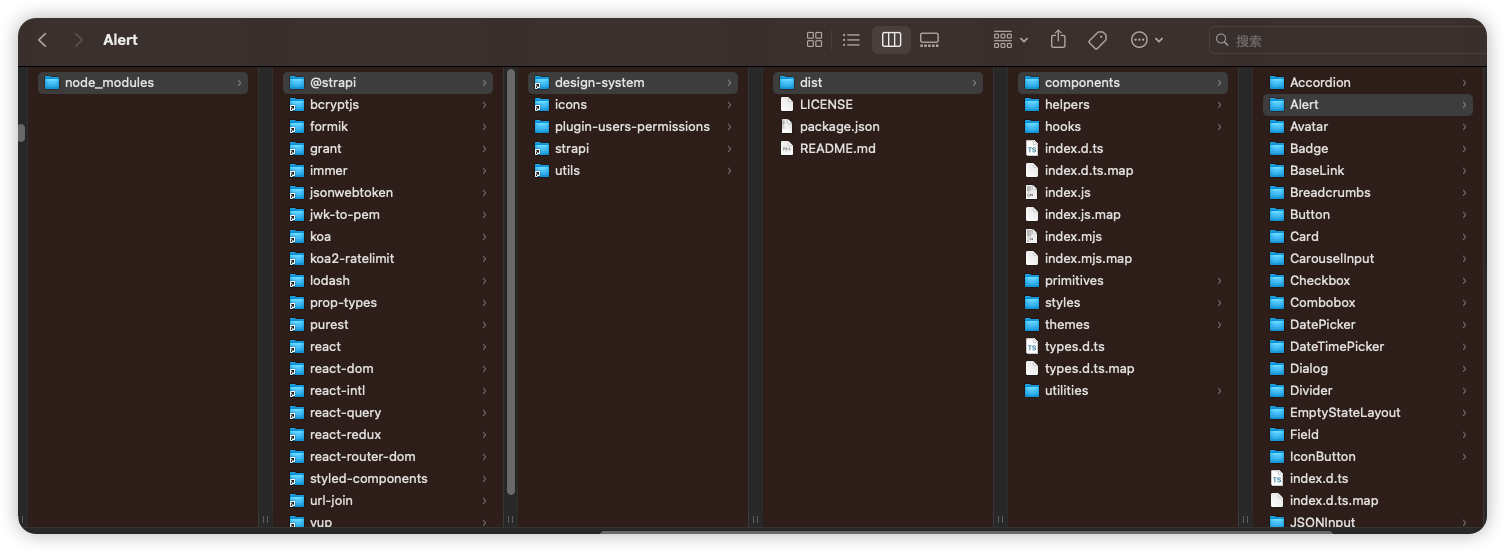 Alert
搜索
node_modules
@strapi
bcryptjs
formik
grant
immer
jsonwebtoken
jwk-to-pem
koa
koa2-ratelimit
lodash
prop-types
purest
react
react-dom
react-intl
react-query
react-redux
react-router-dom
styled-components
url-join
yup
design-system
icons
plugin-users-permissions
strapi
utils
dist
LICENSE
package.json
README.md
components
helpers
hooks
index.d.ts
index.d.ts.map
index.js
index.js.map
index.mjs
index.mjs.map
primitives
styles
themes
types.d.ts
types.d.ts.map
utilities
Accordion
Alert
Avatar
Badge
BaseLink
Breadcrumbs
Button
Card
CarouselInput
Checkbox
Combobox
DatePicker
DateTimePicker
Dialog
Divider
EmptyStateLayout
Field
IconButton
index.d.ts
index.d.ts.map
JSONInput